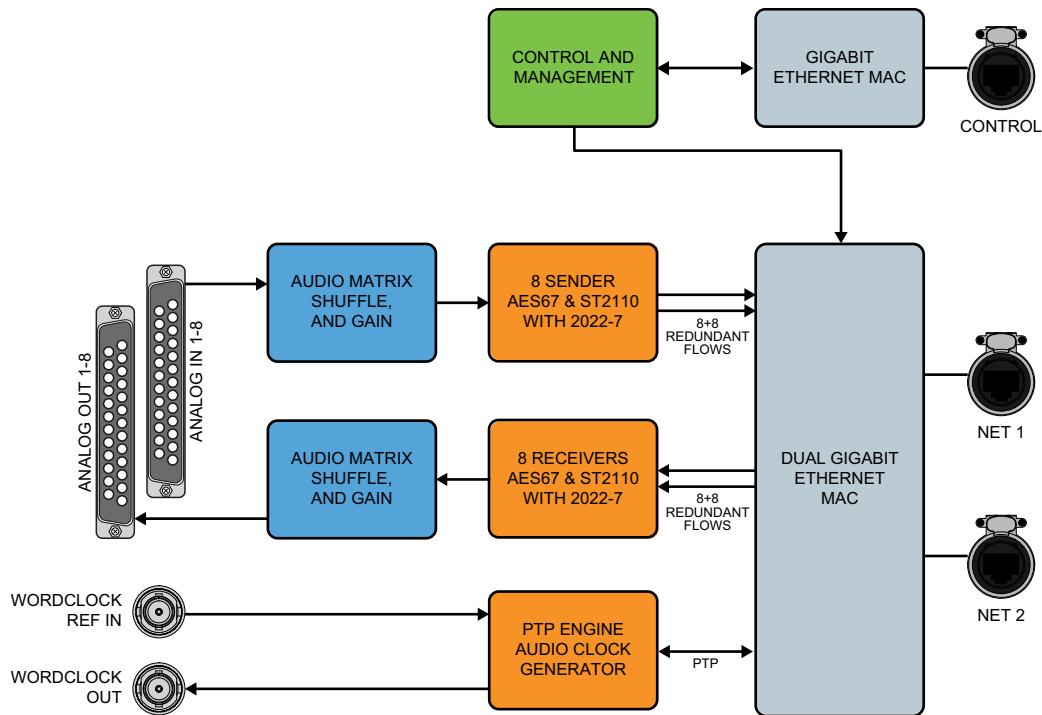 CONTROL AND
MANAGEMENT
GIGABIT
ETHERNET MAC
CONTROL
ANALOG OUT 1-8
ANALOG IN 1-8
AUDIO MATRIX
SHUFFLE,
AND GAIN
8 SENDER
AES67 & ST2110
WITH 2022-7
8+8
REDUNDANT
FLOWS
AUDIO MATRIX
SHUFFLE,
AND GAIN
8 RECEIVERS
AES67 & ST2110
WITH 2022-7
8+8
REDUNDANT
FLOWS
DUAL GIGABIT
ETHERNET
MAC
NET 1
NET 2
WORDCLOCK
REF IN
WORDCLOCK
OUT
PTP ENGINE
AUDIO CLOCK
GENERATOR
PTP